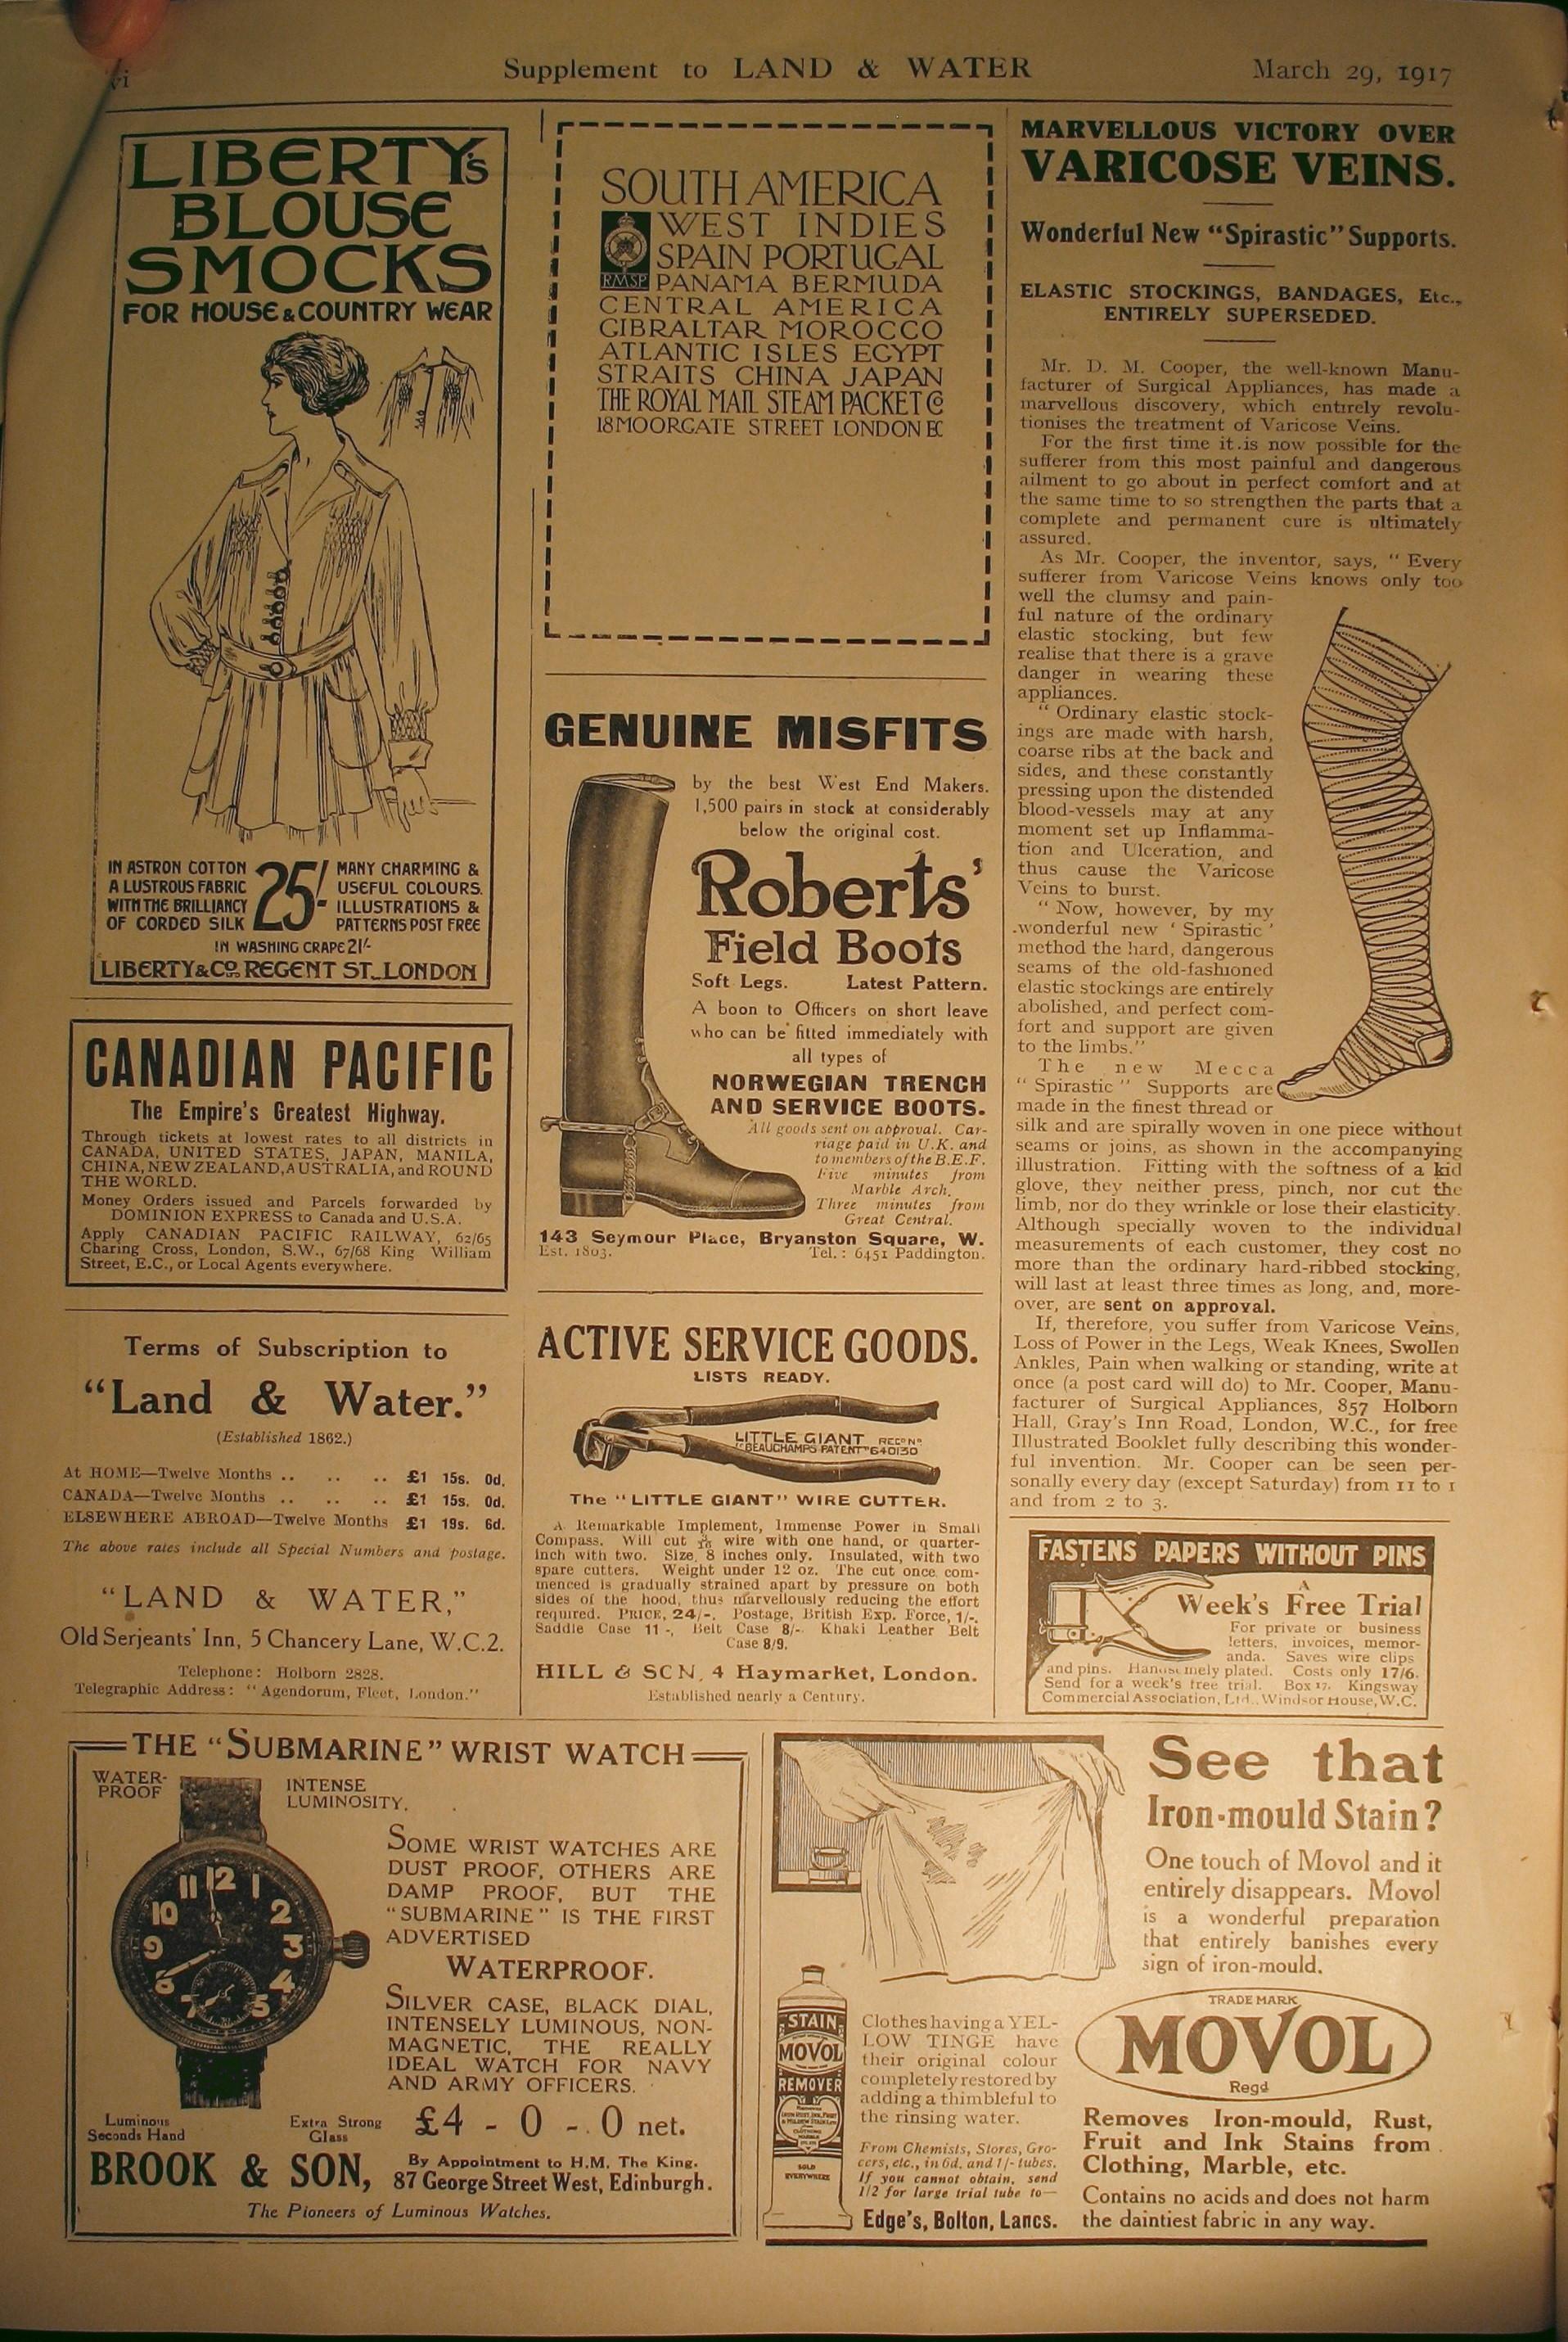 vi
Supplement to LAND & WATER
March 29, 1917
LIBERTY'S
BLOUSE
SMOCKS
FOR HOUSE & COUNTRY WEAR
IN ASTRON COTTON
A LUSTROUS FABRIC
WITH THE BRILLIANCY
OF CORDED SILK
25/-
MANY CHARMING &
USEFUL COLOURS.
ILLUSTRATIONS &
PATTERNS POST FREE
IN WASHING CRAPE 21/-
LIBERTY & CO. REGENT ST. LONDON
CANADIAN PACIFIC
The Empire's Greatest Highway.
Through tickets at lowest rates to all districts in
CANADA, UNITED STATES, JAPAN, MANILA,
CHINA, NEW ZEALAND, AUSTRALIA, and ROUND
THE WORLD.
Money Orders issued and Parcels forwarded by
DOMINION EXPRESS to Canada and U.S.A.
Apply CANADIAN PACIFIC RAILWAY, 62/65
Charing Cross, London, S.W., 67/68 King William
Street, E.C., or Local Agents everywhere.
Terms of Subscription to
"Land & Water."
(Established 1862.)
At HOME—Twelve Months .. .. .. £1 15s. 0d.
CANADA—Twelve Months .. .. .. £1 15s. 0d.
ELSEWHERE ABROAD—Twelve Months £1 19s. 6d.
The above rates include all Special Numbers and postage.
"LAND & WATER,"
Old Serjeants' Inn, 5 Chancery Lane, W.C.2.
Telephone: Holborn 2828.
Telegraphic Address: "Agendorum, Fleet, London."
SOUTH AMERICA
WEST INDIES
SPAIN PORTUGAL
RMSP PANAMA BERMUDA
CENTRAL AMERICA
GIBRALTAR MOROCCO
ATLANTIC ISLES EGYPT
STRAITS CHINA JAPAN
THE ROYAL MAIL STEAM PACKET Co
18 MOORGATE STREET LONDON EC
GENUINE MISFITS
by the best West End Makers.
1,500 pairs in stock at considerably
below the original cost.
Roberts'
Field Boots
Soft Legs. Latest Pattern.
A boon to Officers on short leave
who can be fitted immediately with
all types of
NORWEGIAN TRENCH
AND SERVICE BOOTS.
All goods sent on approval. Car-
riage paid in U.K. and
to members of the B.E.F.
Five minutes from
Marble Arch.
Three minutes from
Great Central.
143 Seymour Place, Bryanston Square, W.
Est. 1803. Tel.: 6451 Paddington.
ACTIVE SERVICE GOODS.
LISTS READY.
LITTLE GIANT REGD No
"BEAUCHAMPS PATENT" 640130
The "LITTLE GIANT" WIRE CUTTER.
A Remarkable Implement, Immense Power in Small
Compass. Will cut wire with one hand, or quarter-
inch with two. Size, 8 inches only. Insulated, with two
spare cutters. Weight under 12 oz. The cut once com-
menced is gradually strained apart by pressure on both
sides of the hood, thus marvellously reducing the effort
required. PRICE, 24/-. Postage, British Exp. Force, 1/-.
Saddle Case 11 -, Belt Case 8/- Khaki Leather Belt
Case 8/9.
HILL & SON, 4 Haymarket, London.
Established nearly a Century.
MARVELLOUS VICTORY OVER
VARICOSE VEINS.
Wonderful New "Spirastic" Supports.
ELASTIC STOCKINGS, BANDAGES, Etc.,
ENTIRELY SUPERSEDED.
Mr. D. M. Cooper, the well-known Manu-
facturer of Surgical Appliances, has made a
marvellous discovery, which entirely revolu-
tionises the treatment of Varicose Veins.
For the first time it is now possible for the
sufferer from this most painful and dangerous
ailment to go about in perfect comfort and at
the same time to so strengthen the parts that a
complete and permanent cure is ultimately
assured.
As Mr. Cooper, the inventor, says, "Every
sufferer from Varicose Veins knows only too
well the clumsy and pain-
ful nature of the ordinary
elastic stocking, but few
realise that there is a grave
danger in wearing these
appliances.
"Ordinary elastic stock-
ings are made with harsh,
coarse ribs at the back and
sides, and these constantly
pressing upon the distended
blood-vessels may at any
moment set up Inflamma-
tion and Ulceration, and
thus cause the Varicose
Veins to burst.
"Now, however, by my
wonderful new 'Spirastic'
method the hard, dangerous
seams of the old-fashioned
elastic stockings are entirely
abolished, and perfect com-
fort and support are given
to the limbs."
The new Mecca
"Spirastic" Supports are
made in the finest thread or
silk and are spirally woven in one piece without
seams or joins, as shown in the accompanying
illustration. Fitting with the softness of a kid
glove, they neither press, pinch, nor cut the
limb, nor do they wrinkle or lose their elasticity.
Although specially woven to the individual
measurements of each customer, they cost no
more than the ordinary hard-ribbed stocking,
will last at least three times as long, and, more-
over, are sent on approval.
If, therefore, you suffer from Varicose Veins,
Loss of Power in the Legs, Weak Knees, Swollen
Ankles, Pain when walking or standing, write at
once (a post card will do) to Mr. Cooper, Manu-
facturer of Surgical Appliances, 857 Holborn
Hall, Gray's Inn Road, London, W.C., for free
Illustrated Booklet fully describing this wonder-
ful invention. Mr. Cooper can be seen per-
sonally every day (except Saturday) from 11 to 1
and from 2 to 3.
FASTENS PAPERS WITHOUT PINS
A
Week's Free Trial
For private or business
letters, invoices, memor-
anda. Saves wire clips
and pins. Handsomely plated. Costs only 17/6.
Send for a week's free trial. Box 17, Kingsway
Commercial Association, Ltd., Windsor House, W.C.
THE "SUBMARINE" WRIST WATCH
WATER-
PROOF
INTENSE
LUMINOSITY.
SOME WRIST WATCHES ARE
DUST PROOF, OTHERS ARE
DAMP PROOF, BUT THE
"SUBMARINE" IS THE FIRST
ADVERTISED
WATERPROOF.
SILVER CASE, BLACK DIAL,
INTENSELY LUMINOUS, NON-
MAGNETIC, THE REALLY
IDEAL WATCH FOR NAVY
AND ARMY OFFICERS.
11 12 1
10 2
9 3
8 4
7 5
Luminous
Seconds Hand
Extra Strong
Glass
£4 - 0 - 0 net.
BROOK & SON,
By Appointment to H.M. The King.
87 George Street West, Edinburgh.
The Pioneers of Luminous Watches.
See that
Iron-mould Stain?
One touch of Movol and it
entirely disappears. Movol
is a wonderful preparation
that entirely banishes every
sign of iron-mould.
STAIN
MOVOL
REMOVER
SOLD
EVERYWHERE
Clothes having a YEL-
LOW TINGE have
their original colour
completely restored by
adding a thimbleful to
the rinsing water.
From Chemists, Stores, Gro-
cers, etc., in 6d. and 1/- tubes.
If you cannot obtain, send
1/2 for large trial tube to—
Edge's, Bolton, Lancs.
TRADE MARK
MOVOL
Regd
Removes Iron-mould, Rust,
Fruit and Ink Stains from
Clothing, Marble, etc.
Contains no acids and does not harm
the daintiest fabric in any way.